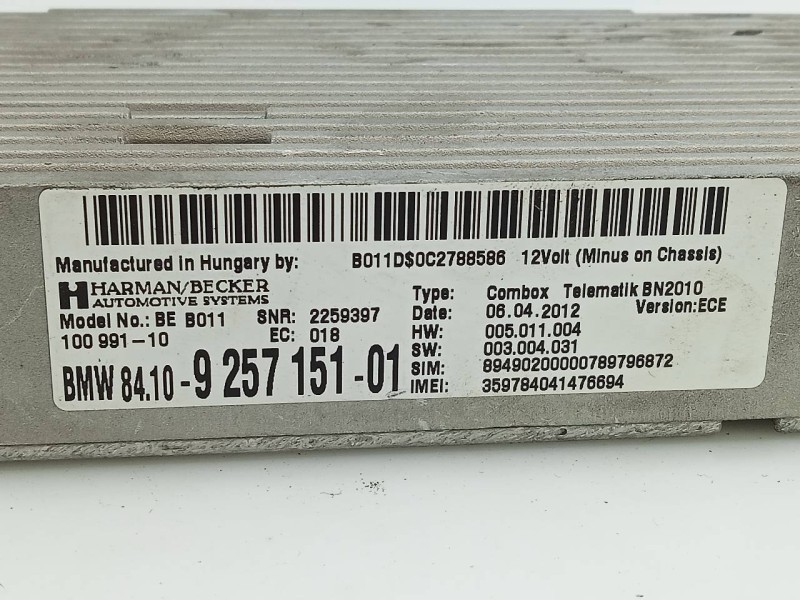 Manufactured in Hungary by: B011D$0C2788586 12Volt (Minus on Chassis)
HARMAN/BECKER
AUTOMOTIVE SYSTEMS
Model No.: BE B011 SNR: 2259397
100 991-10 EC: 018
BMW 84.10-9 257 151-01
Type: Combox Telematik BN2010
Date: 06.04.2012 Version:ECE
HW: 005.011.004
SW: 003.004.031
SIM: 89490200000789796872
IMEI: 359784041476694